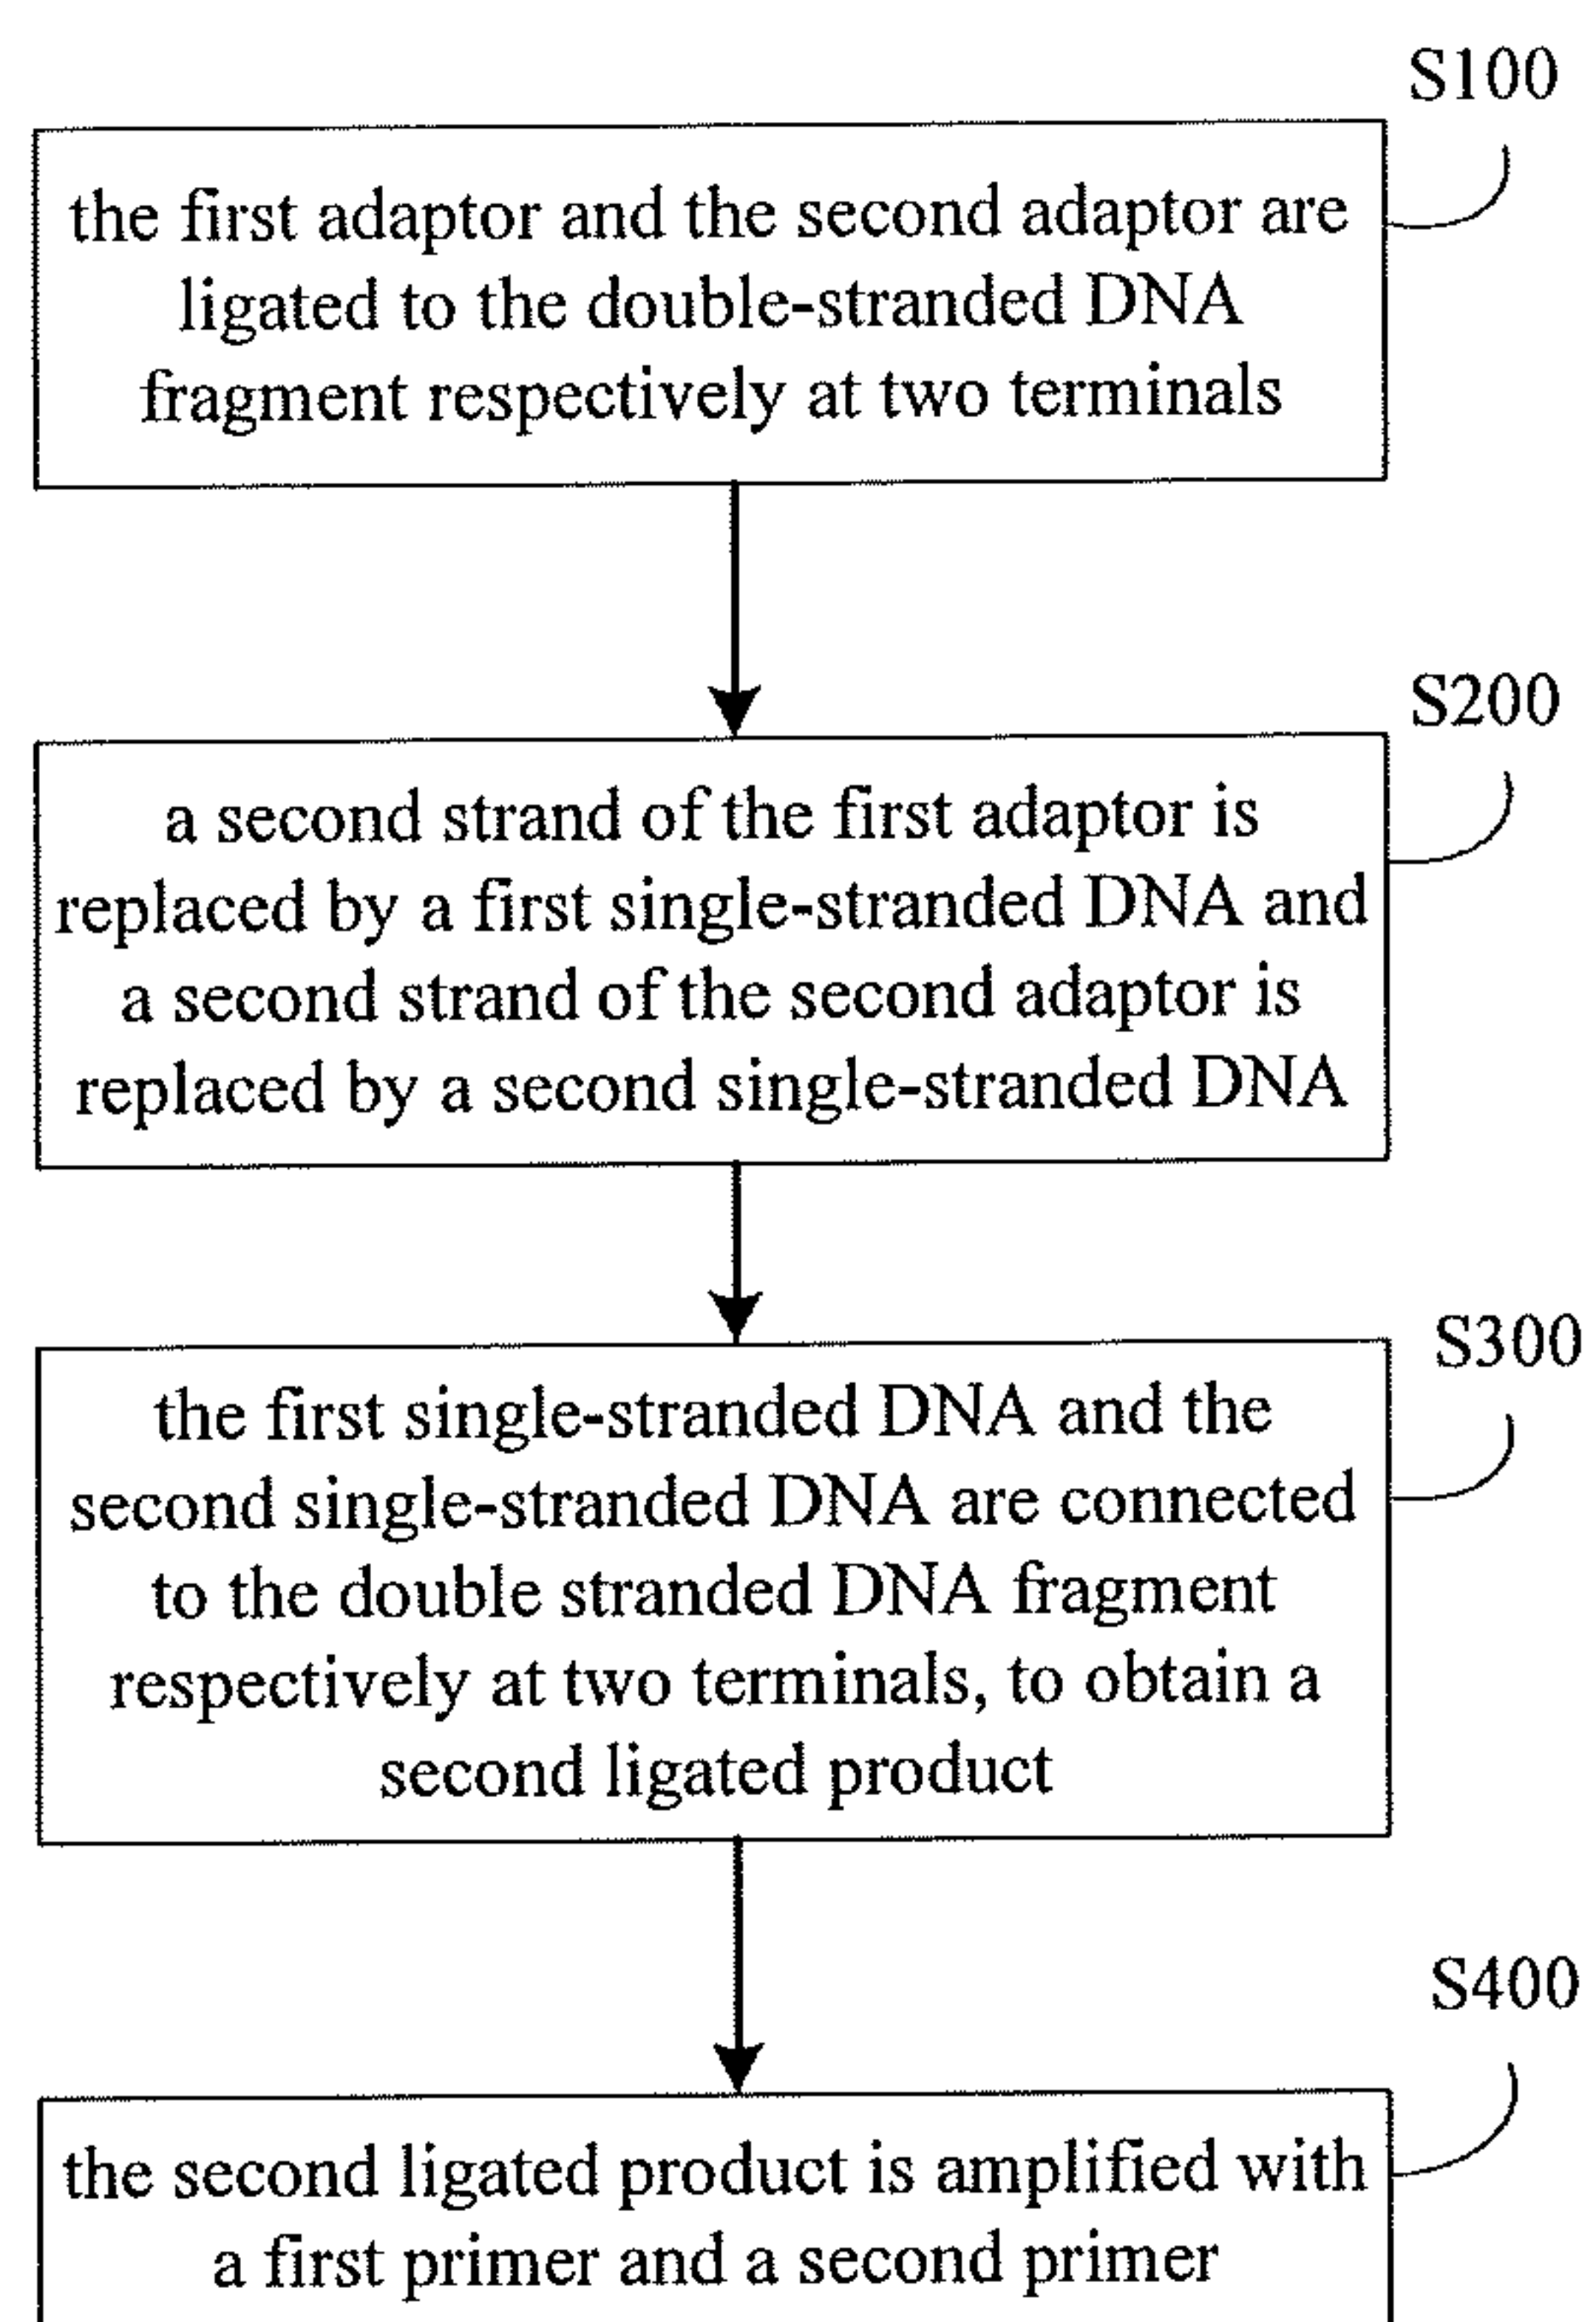 S100
the first adaptor and the second adaptor are
ligated to the double-stranded DNA
fragment respectively at two terminals
S200
a second strand of the first adaptor is
replaced by a first single-stranded DNA and
a second strand of the second adaptor is
replaced by a second single-stranded DNA
S300
the first single-stranded DNA and the
second single-stranded DNA are connected
to the double stranded DNA fragment
respectively at two terminals, to obtain a
second ligated product
S400
the second ligated product is amplified with
a first primer and a second primer